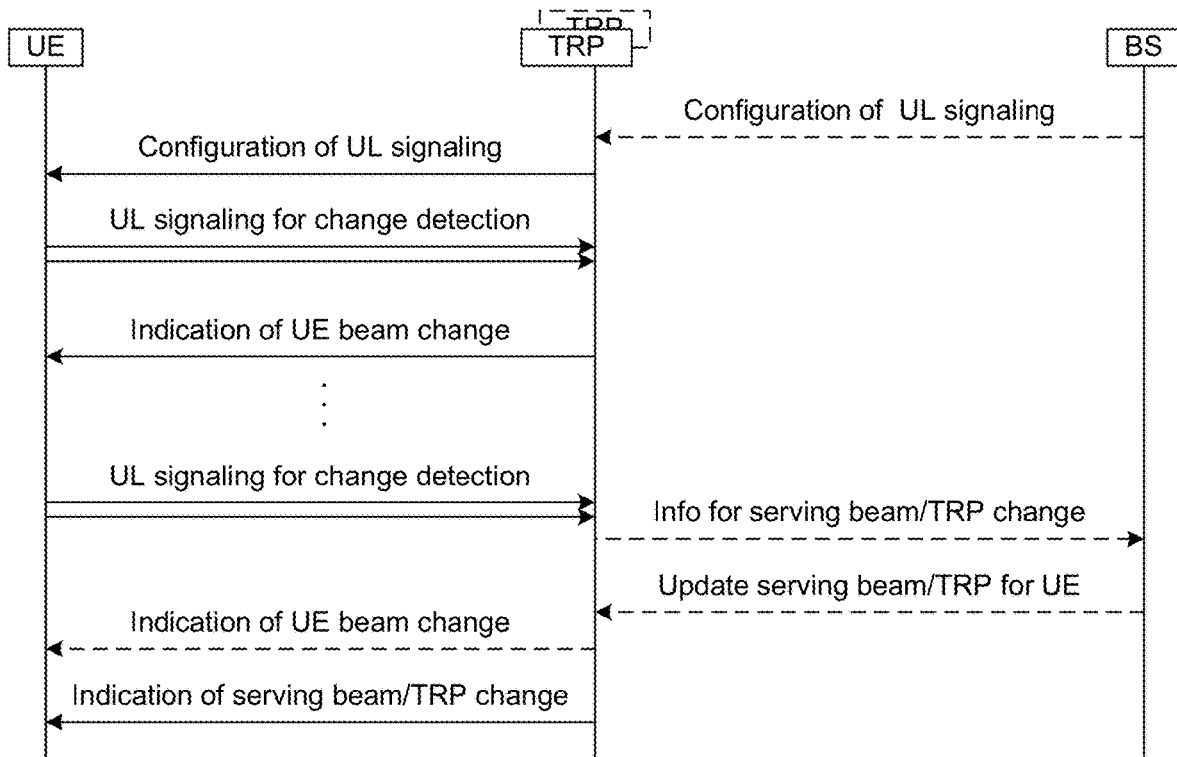 TRP
UE
TRP
BS
Configuration of UL signaling
Configuration of UL signaling
UL signaling for change detection
Indication of UE beam change
UL signaling for change detection
Info for serving beam/TRP change
Update serving beam/TRP for UE
Indication of UE beam change
Indication of serving beam/TRP change